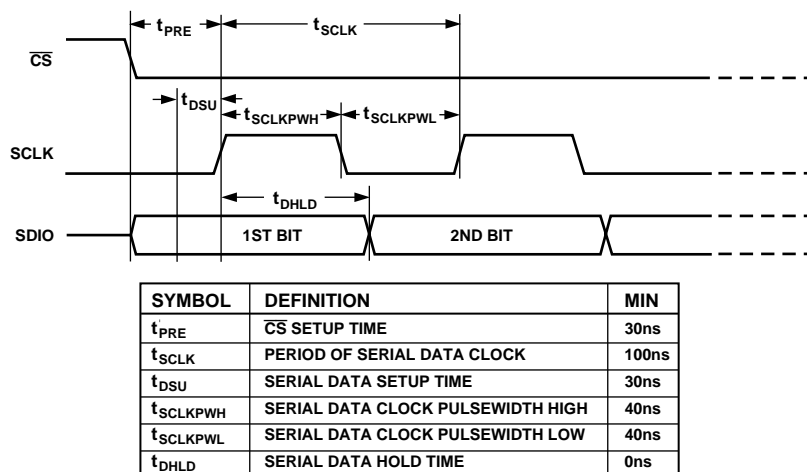 tPRE
tSCLK
CS
tDSU
tSCLKPWH
tSCLKPWL
SCLK
tDHLD
SDIO
1ST BIT
2ND BIT
SYMBOL DEFINITION MIN
tPRE CS SETUP TIME 30ns
tSCLK PERIOD OF SERIAL DATA CLOCK 100ns
tDSU SERIAL DATA SETUP TIME 30ns
tSCLKPWH SERIAL DATA CLOCK PULSEWIDTH HIGH 40ns
tSCLKPWL SERIAL DATA CLOCK PULSEWIDTH LOW 40ns
tDHLD SERIAL DATA HOLD TIME 0ns